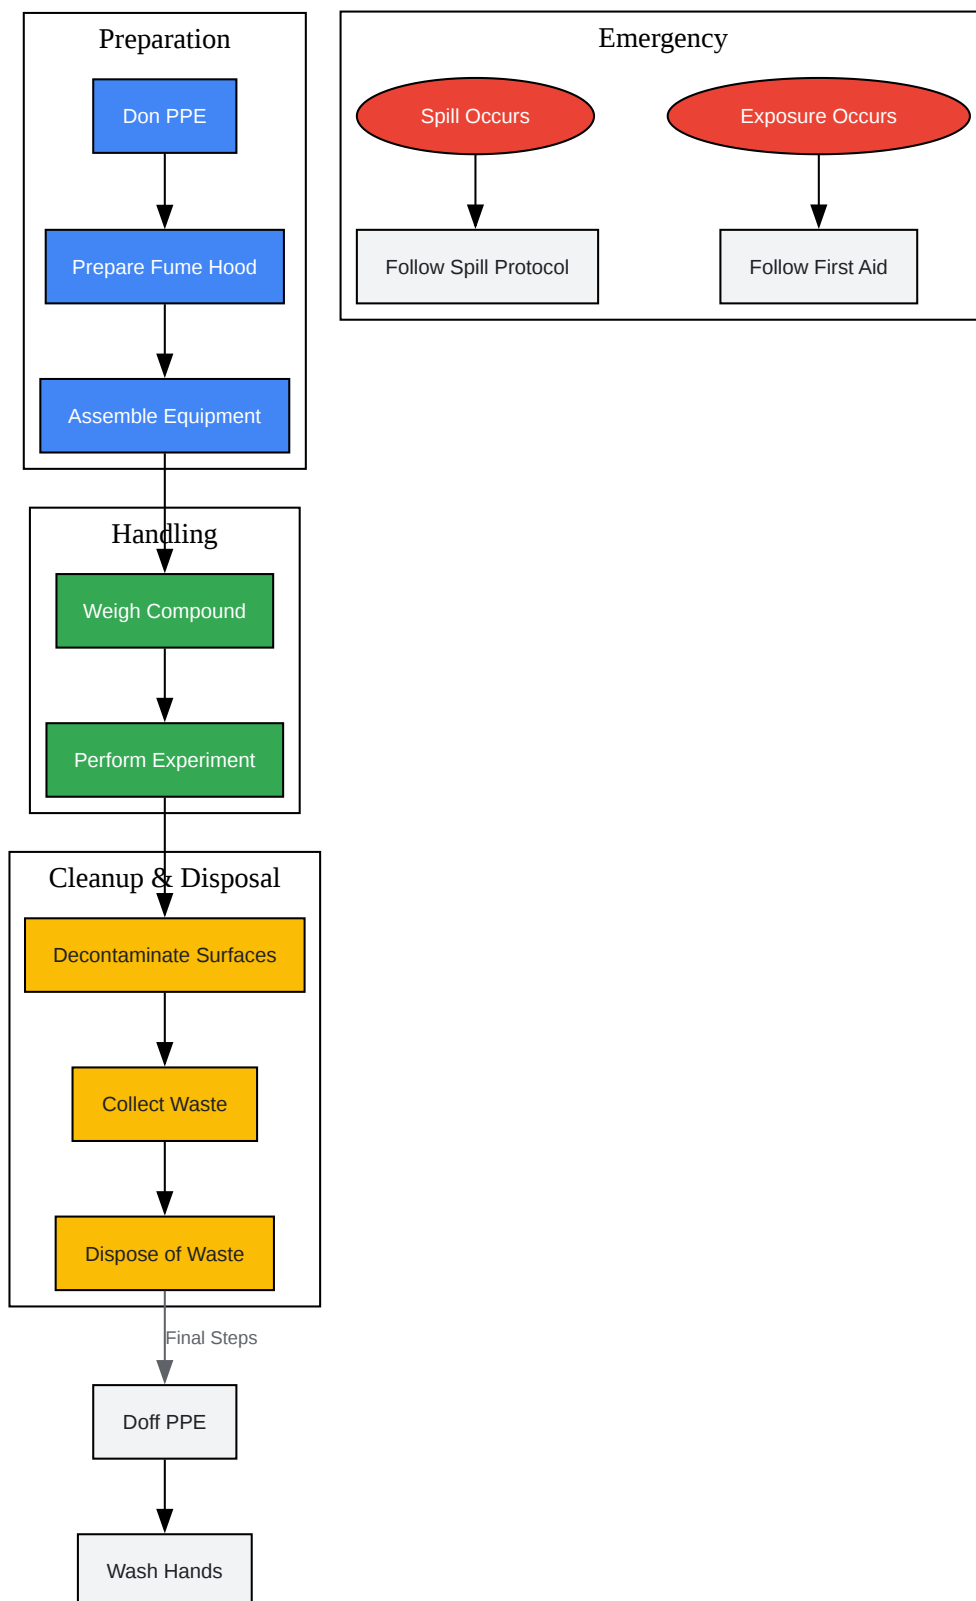 Preparation
Don PPE
Prepare Fume Hood
Assemble Equipment
Handling
Weigh Compound
Perform Experiment
Cleanup & Disposal
Decontaminate Surfaces
Collect Waste
Dispose of Waste
Final Steps
Doff PPE
Wash Hands
Emergency
Spill Occurs
Follow Spill Protocol
Exposure Occurs
Follow First Aid